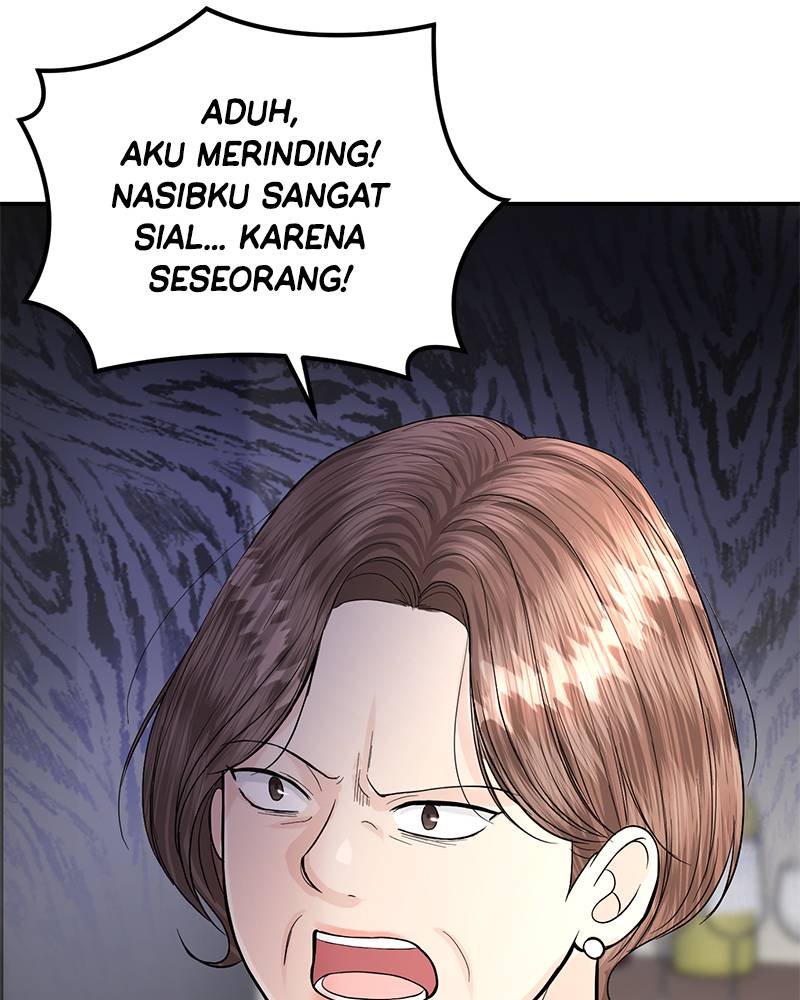 ADUH,
AKU MERINDING!
NASIBKU SANGAT
SIAL... KARENA
SESEORANG!